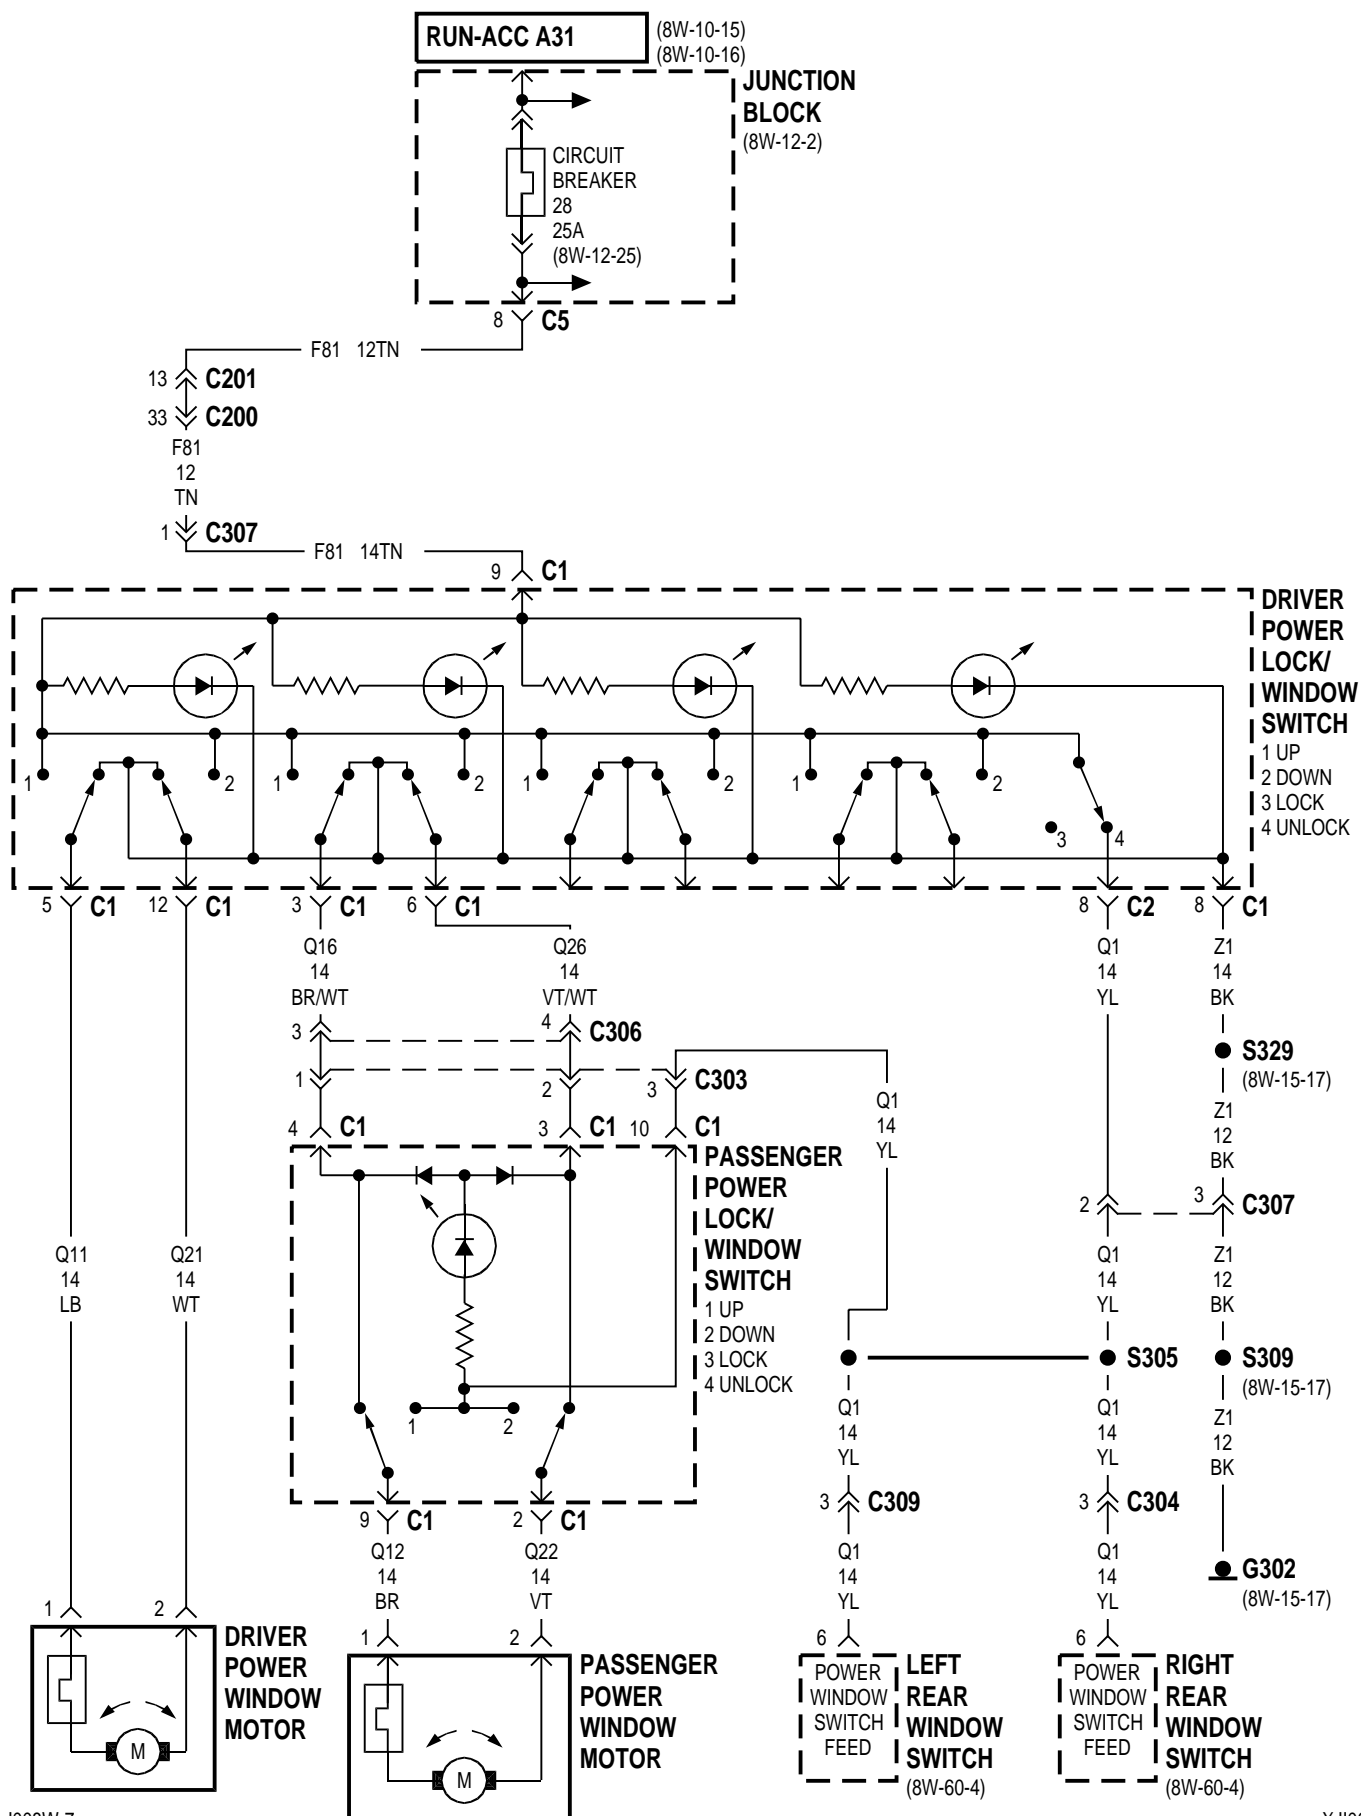 RUN-ACC A31
(8W-10-15)
(8W-10-16)
JUNCTION
BLOCK
(8W-12-2)
CIRCUIT
BREAKER
28
25A
(8W-12-25)
8 C5
F81 12TN
13 C201
33 C200
F81
12
TN
1 C307
F81 14TN
9 C1
DRIVER
POWER
LOCK/
WINDOW
SWITCH
1 UP
2 DOWN
3 LOCK
4 UNLOCK
1 2 1 2 1 2 1 2
3 4
5 C1 12 C1 3 C1 6 C1 8 C2 8 C1
Q16
14
BR/WT
Q26
14
VT/WT
Q1
14
YL
Z1
14
BK
3 4 C306
S329
(8W-15-17)
1 2 3 C303
Q1
14
YL
Z1
12
BK
4 C1 3 C1 10 C1
PASSENGER
POWER
LOCK/
WINDOW
SWITCH
1 UP
2 DOWN
3 LOCK
4 UNLOCK
2 3 C307
Q11
14
LB
Q21
14
WT
Q1
14
YL
Z1
12
BK
S305
S309
(8W-15-17)
1 2
Q1
14
YL
Q1
14
YL
Z1
12
BK
9 C1 2 C1
3 C309
3 C304
Q12
14
BR
Q22
14
VT
Q1
14
YL
Q1
14
YL
G302
(8W-15-17)
1 2
DRIVER
POWER
WINDOW
MOTOR
M
1 2
PASSENGER
POWER
WINDOW
MOTOR
M
6
POWER
WINDOW
SWITCH
FEED
LEFT
REAR
WINDOW
SWITCH
(8W-60-4)
6
POWER
WINDOW
SWITCH
FEED
RIGHT
REAR
WINDOW
SWITCH
(8W-60-4)